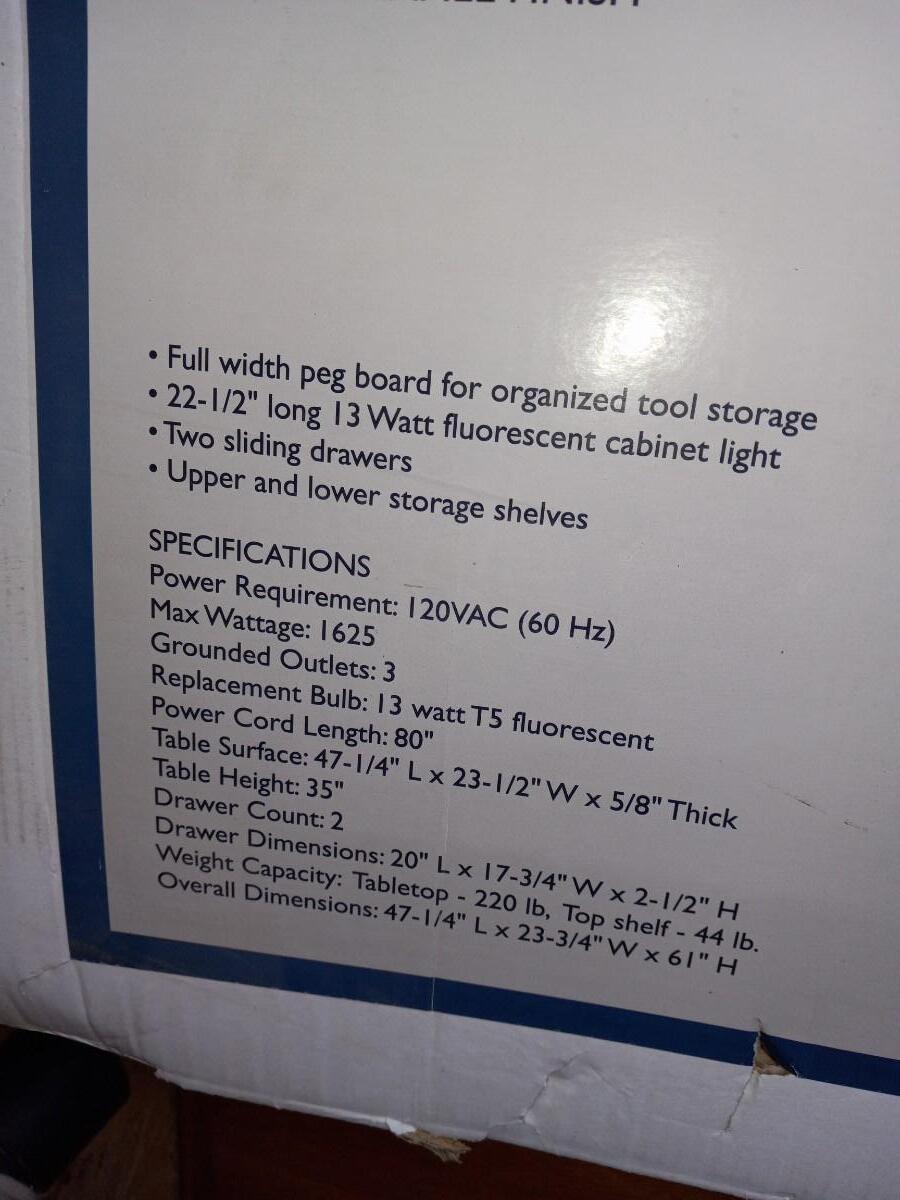 • Full width peg board for organized tool storage
• 22-1/2" long 13 Watt fluorescent cabinet light
• Two sliding drawers
• Upper and lower storage shelves
SPECIFICATIONS
Power Requirement: 120VAC (60 Hz)
Max Wattage: 1625
Grounded Outlets: 3
Replacement Bulb: 13 watt T5 fluorescent
Power Cord Length: 80"
Table Surface: 47-1/4" L x 23-1/2" W x 5/8" Thick
Table Height: 35"
Drawer Count: 2
Drawer Dimensions: 20" L x 17-3/4" W x 2-1/2" H
Weight Capacity: Tabletop - 220 lb, Top shelf - 44 lb.
Overall Dimensions: 47-1/4" L x 23-3/4" W x 61" H